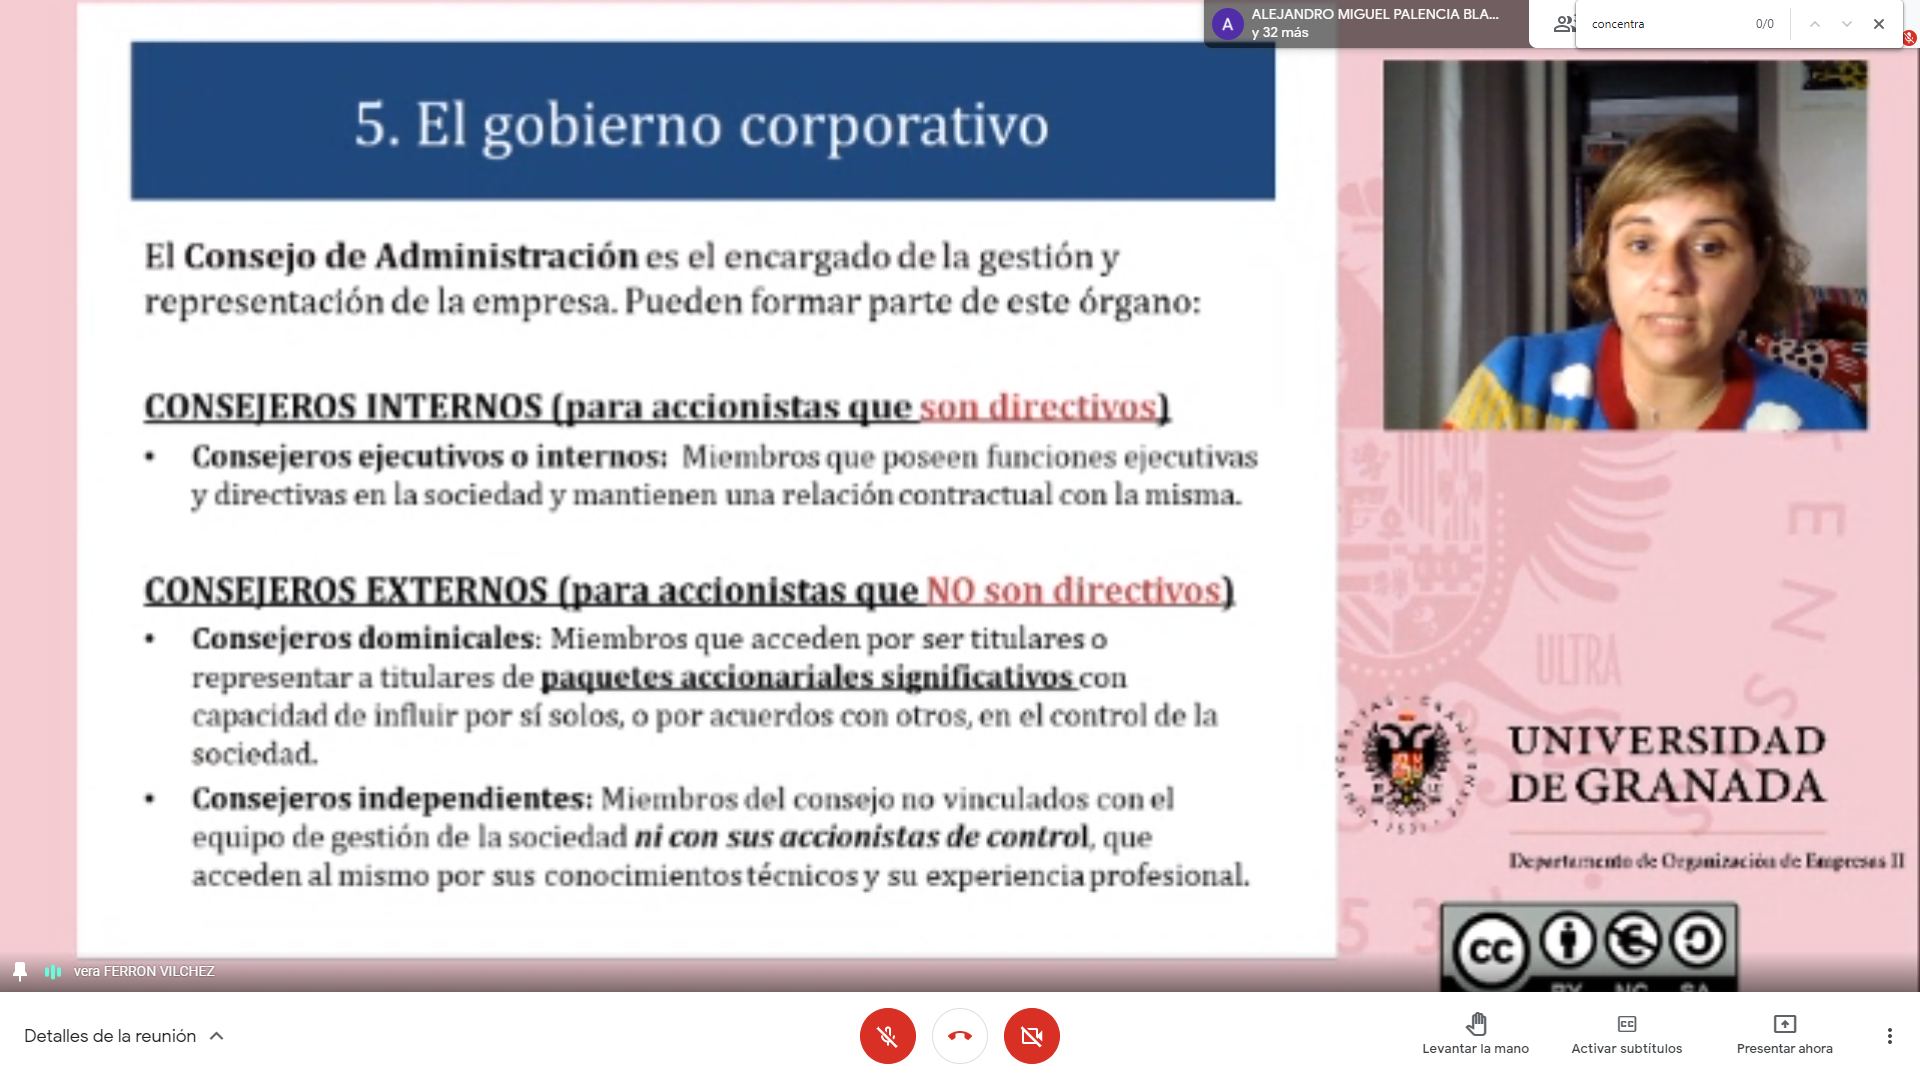 ALEJANDRO MIGUEL PALENCIA BLA...
y 32 más
A
concentra
0/0
5. El gobierno corporativo
El Consejo de Administración es el encargado de la gestión y
representación de la empresa. Pueden formar parte de este órgano:
CONSEJEROS INTERNOS (para accionistas que son directivos)
• Consejeros ejecutivos o internos: Miembros que poseen funciones ejecutivas
y directivas en la sociedad y mantienen una relación contractual con la misma.
CONSEJEROS EXTERNOS (para accionistas que NO son directivos)
• Consejeros dominicales: Miembros que acceden por ser titulares o
representar a titulares de paquetes accionariales significativos con
capacidad de influir por sí solos, o por acuerdos con otros, en el control de la
sociedad.
• Consejeros independientes: Miembros del consejo no vinculados con el
equipo de gestión de la sociedad ni con sus accionistas de control, que
acceden al mismo por sus conocimientos técnicos y su experiencia profesional.
ULTRA
UNIVERSIDAD
DE GRANADA
Departamento de Organización de Empresas II
cc
BY NC SA
vera FERRON VILCHEZ
Detalles de la reunión
Levantar la mano
Activar subtítulos
Presentar ahora